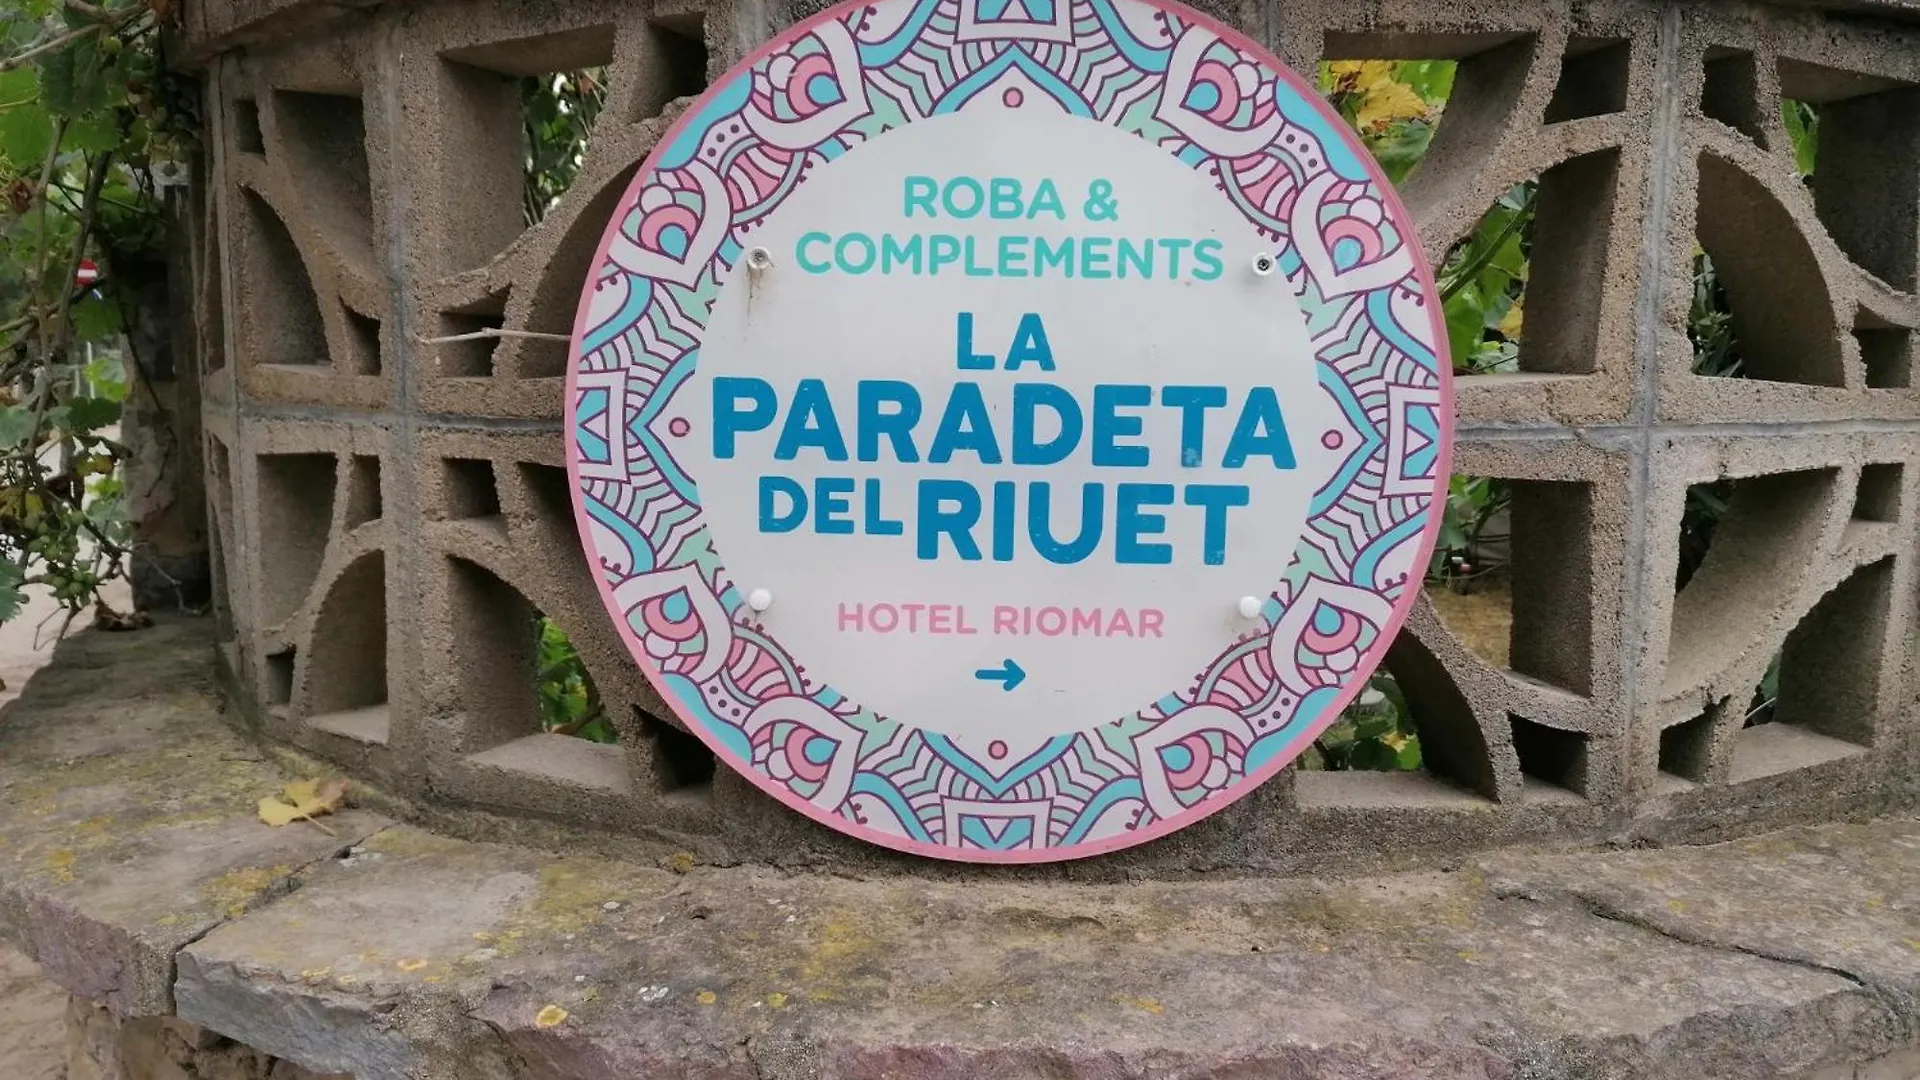 ROBA &
COMPLEMENTS
LA
PARADETA
DEL RIUET
HOTEL RIOMAR
→